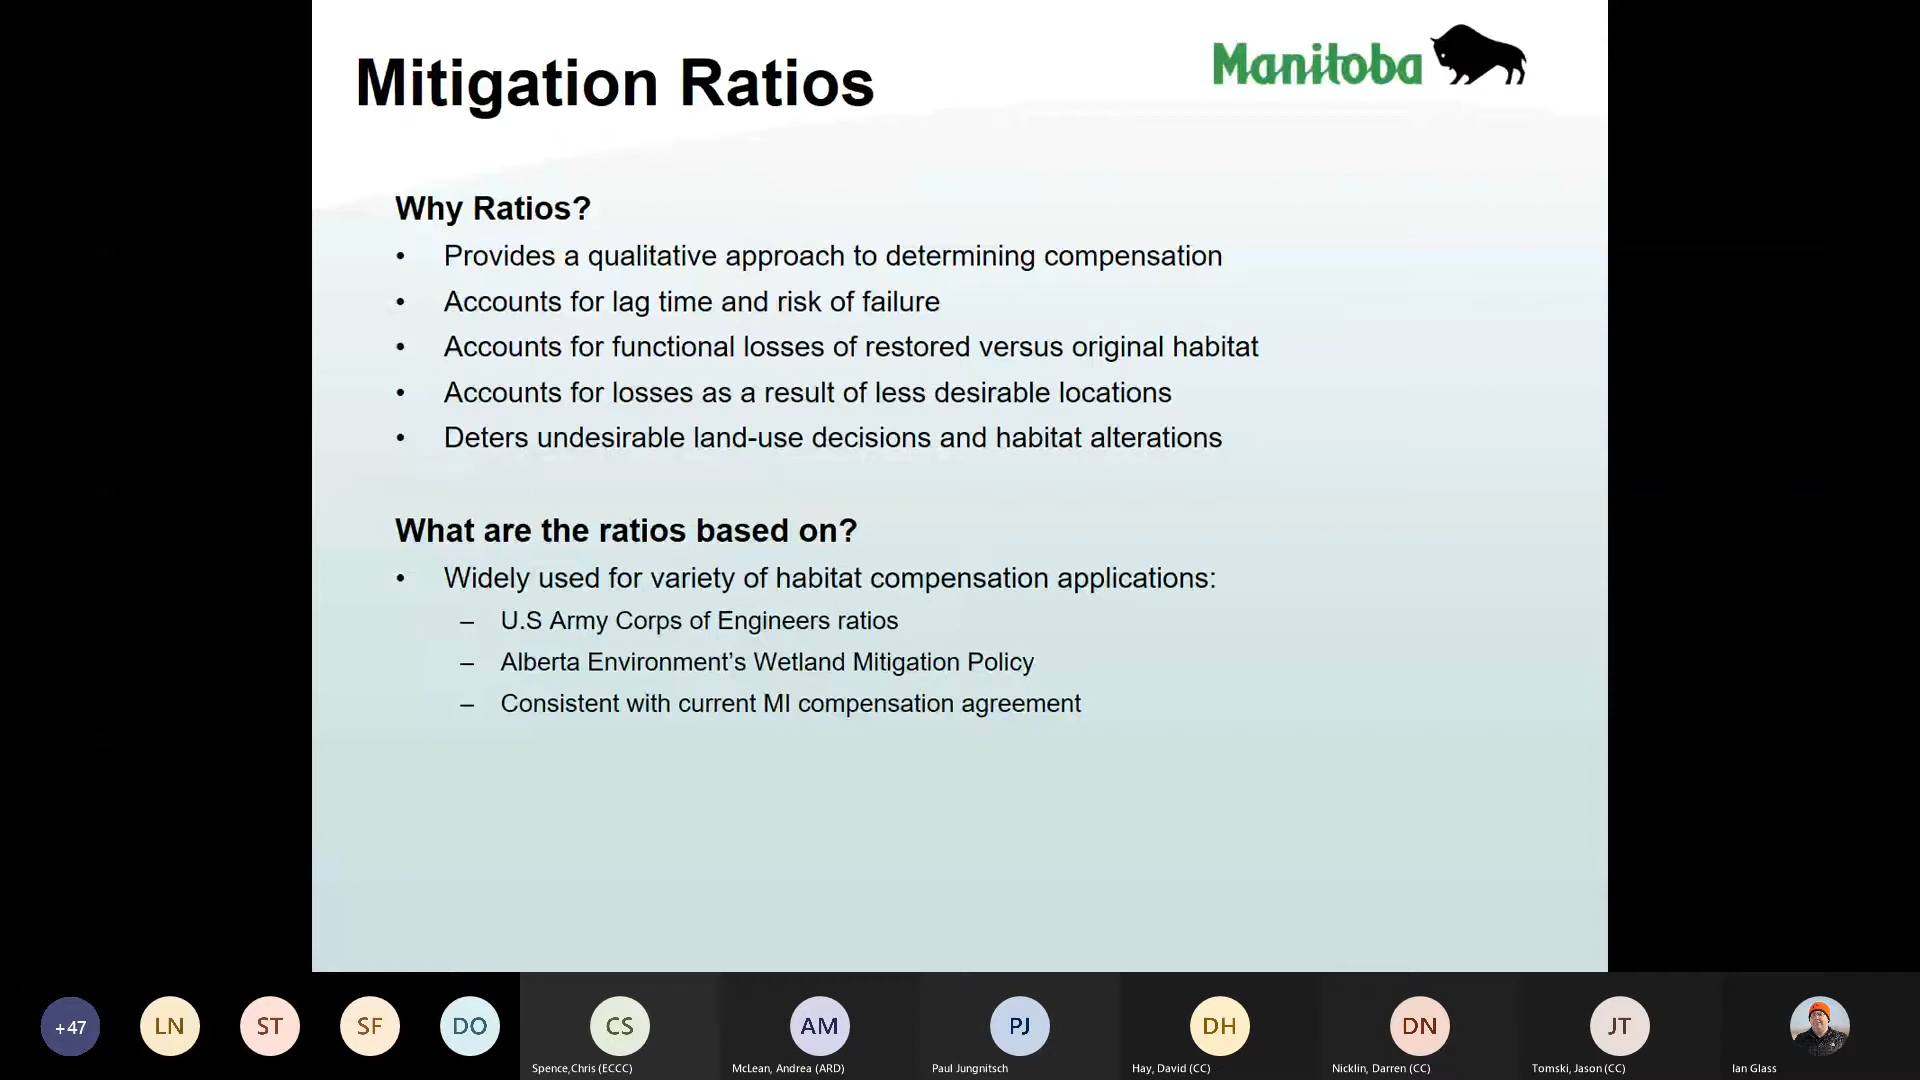 Mitigation Ratios
Manitoba
Why Ratios?
• Provides a qualitative approach to determining compensation
• Accounts for lag time and risk of failure
• Accounts for functional losses of restored versus original habitat
• Accounts for losses as a result of less desirable locations
• Deters undesirable land-use decisions and habitat alterations
What are the ratios based on?
• Widely used for variety of habitat compensation applications:
– U.S Army Corps of Engineers ratios
– Alberta Environment’s Wetland Mitigation Policy
– Consistent with current MI compensation agreement
+47 LN ST SF DO CS AM PJ DH DN JT
Spence,Chris (ECCC) McLean, Andrea (ARD) Paul Jungnitsch Hay, David (CC) Nicklin, Darren (CC) Tomski, Jason (CC) Ian Glass